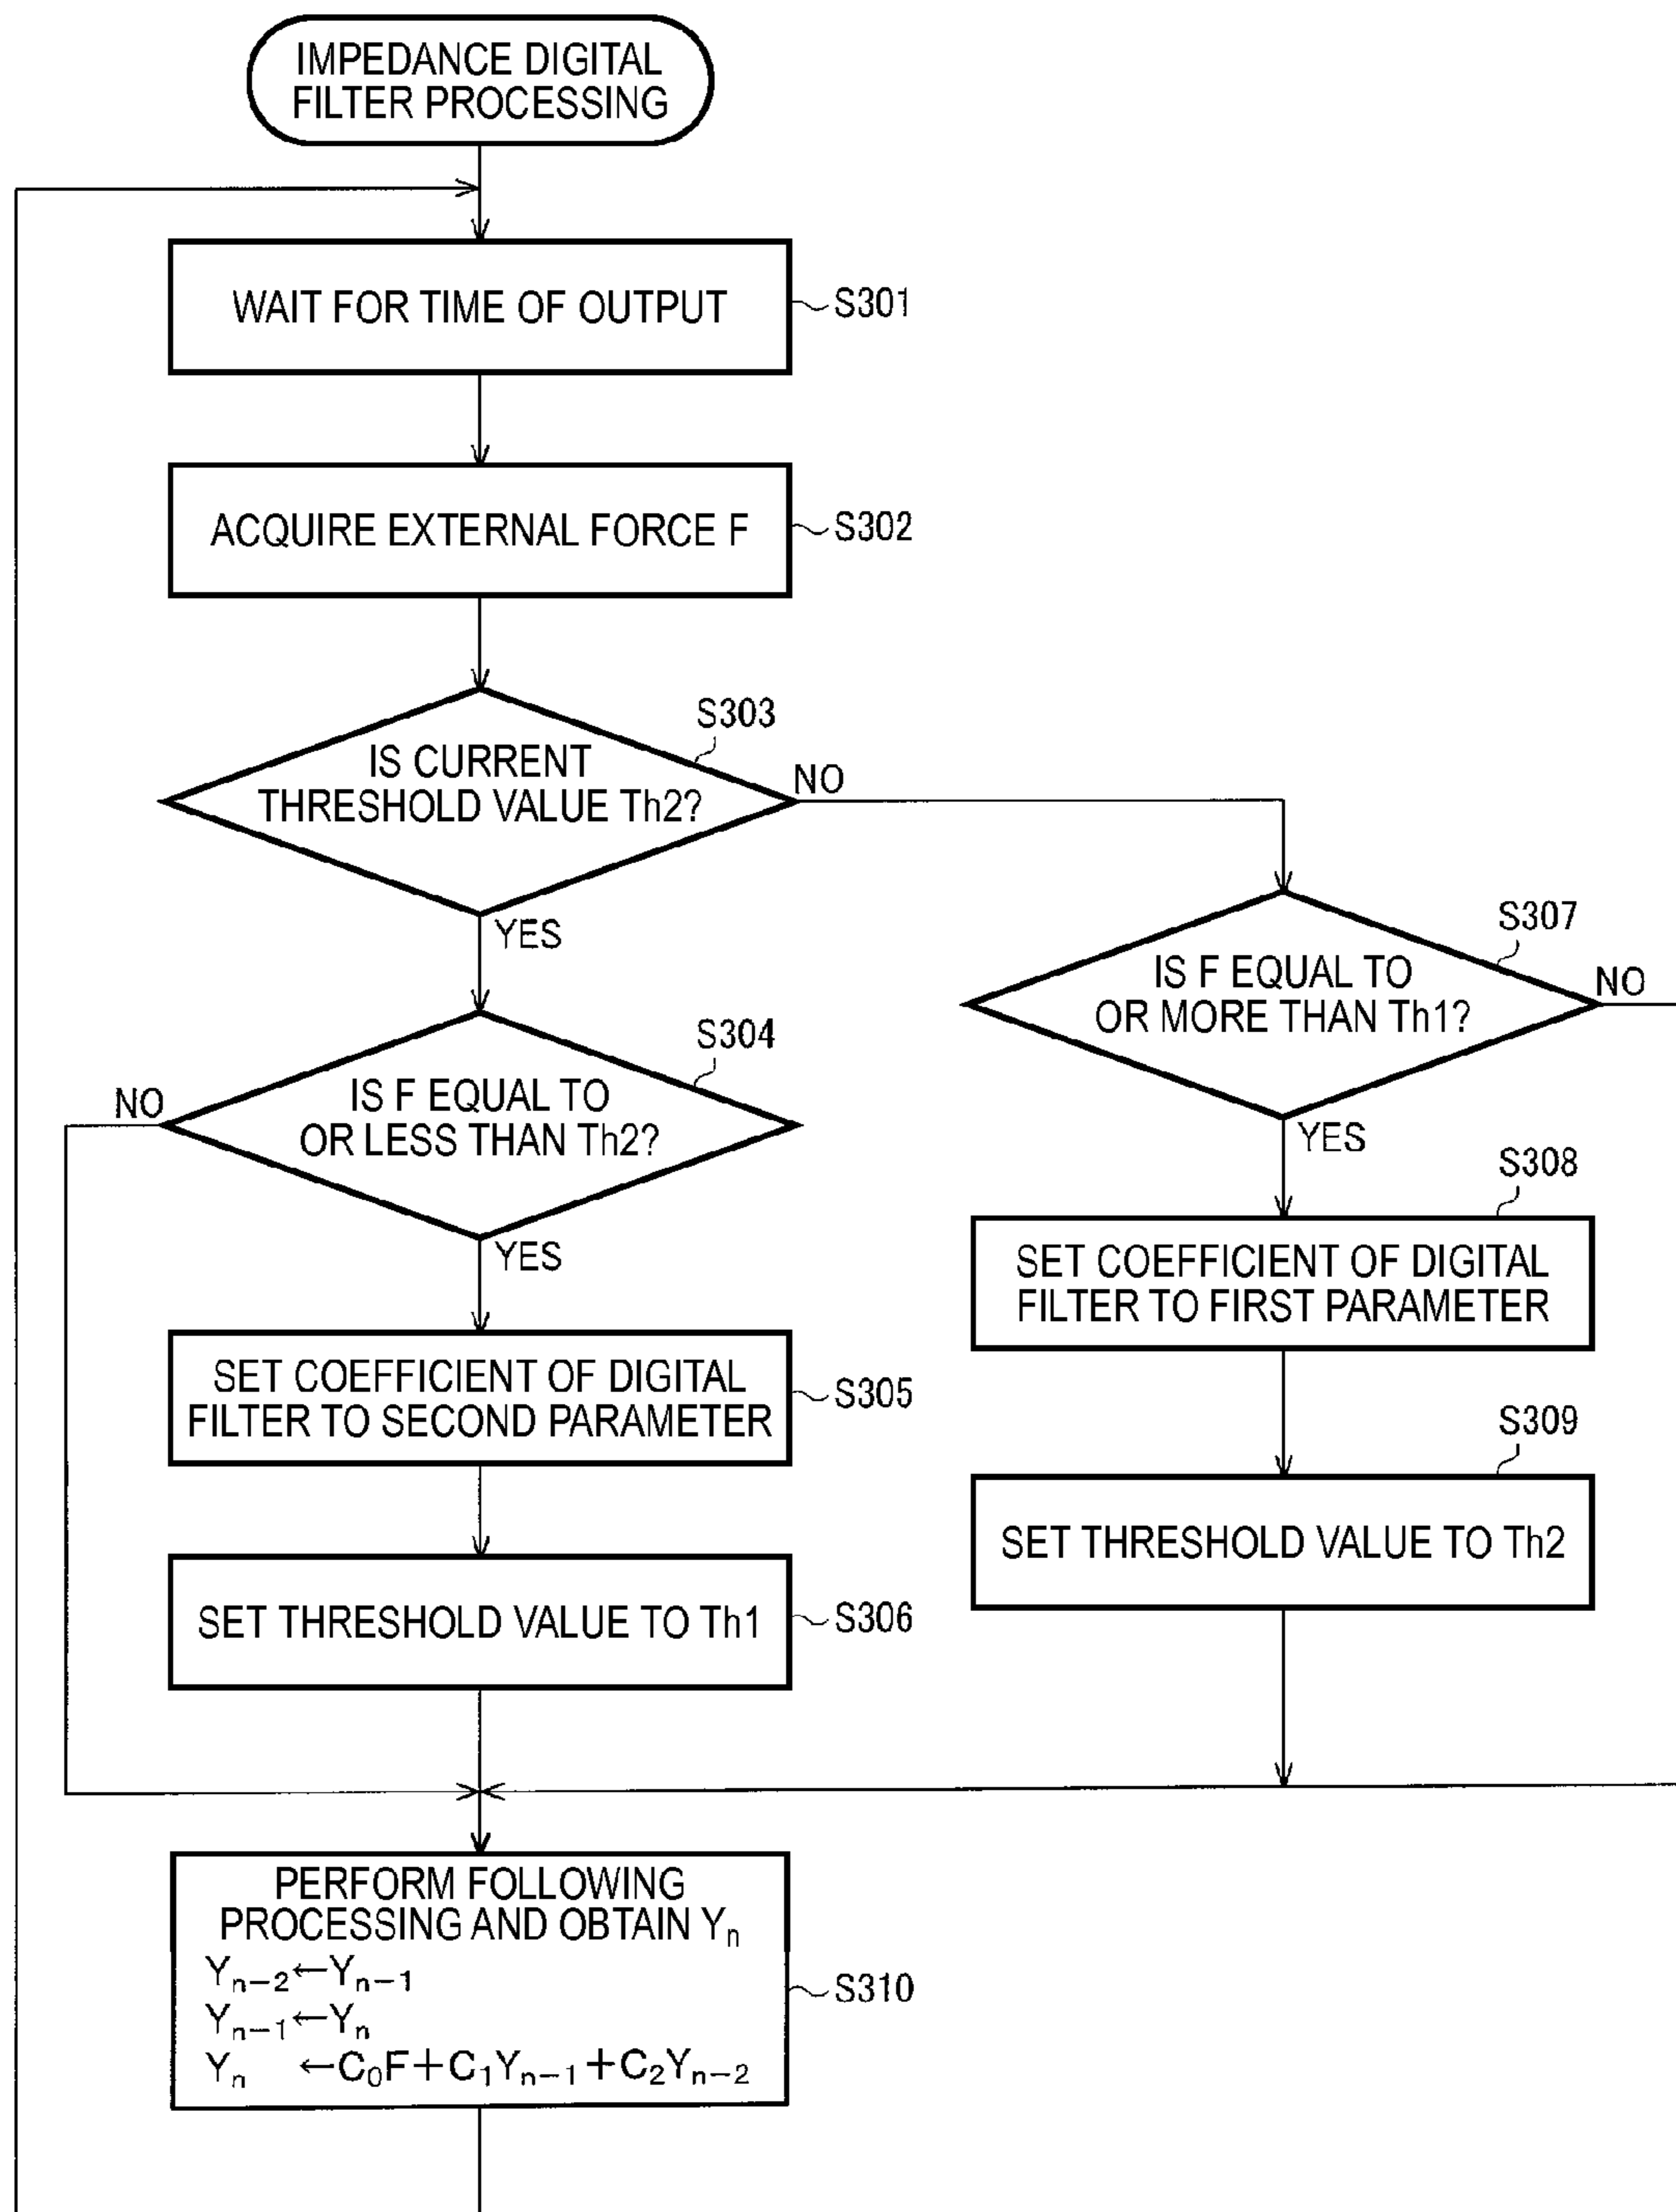 IMPEDANCE DIGITAL
FILTER PROCESSING
WAIT FOR TIME OF OUTPUT
S301
ACQUIRE EXTERNAL FORCE F
S302
S303
IS CURRENT
THRESHOLD VALUE Th2?
NO
YES
S304
IS F EQUAL TO
OR LESS THAN Th2?
NO
YES
SET COEFFICIENT OF DIGITAL
FILTER TO SECOND PARAMETER
S305
SET THRESHOLD VALUE TO Th1
S306
S307
IS F EQUAL TO
OR MORE THAN Th1?
NO
YES
S308
SET COEFFICIENT OF DIGITAL
FILTER TO FIRST PARAMETER
S309
SET THRESHOLD VALUE TO Th2
PERFORM FOLLOWING
PROCESSING AND OBTAIN Yₙ
Yₙ₋₂←Yₙ₋₁
Yₙ₋₁←Yₙ
Yₙ ←C₀F+C₁Yₙ₋₁+C₂Yₙ₋₂
S310